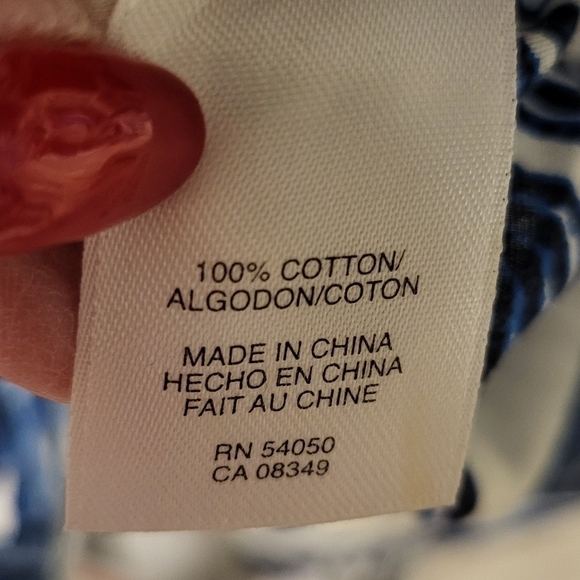 100% COTTON/
ALGODON/COTON
MADE IN CHINA
HECHO EN CHINA
FAIT AU CHINE
RN 54050
CA 08349